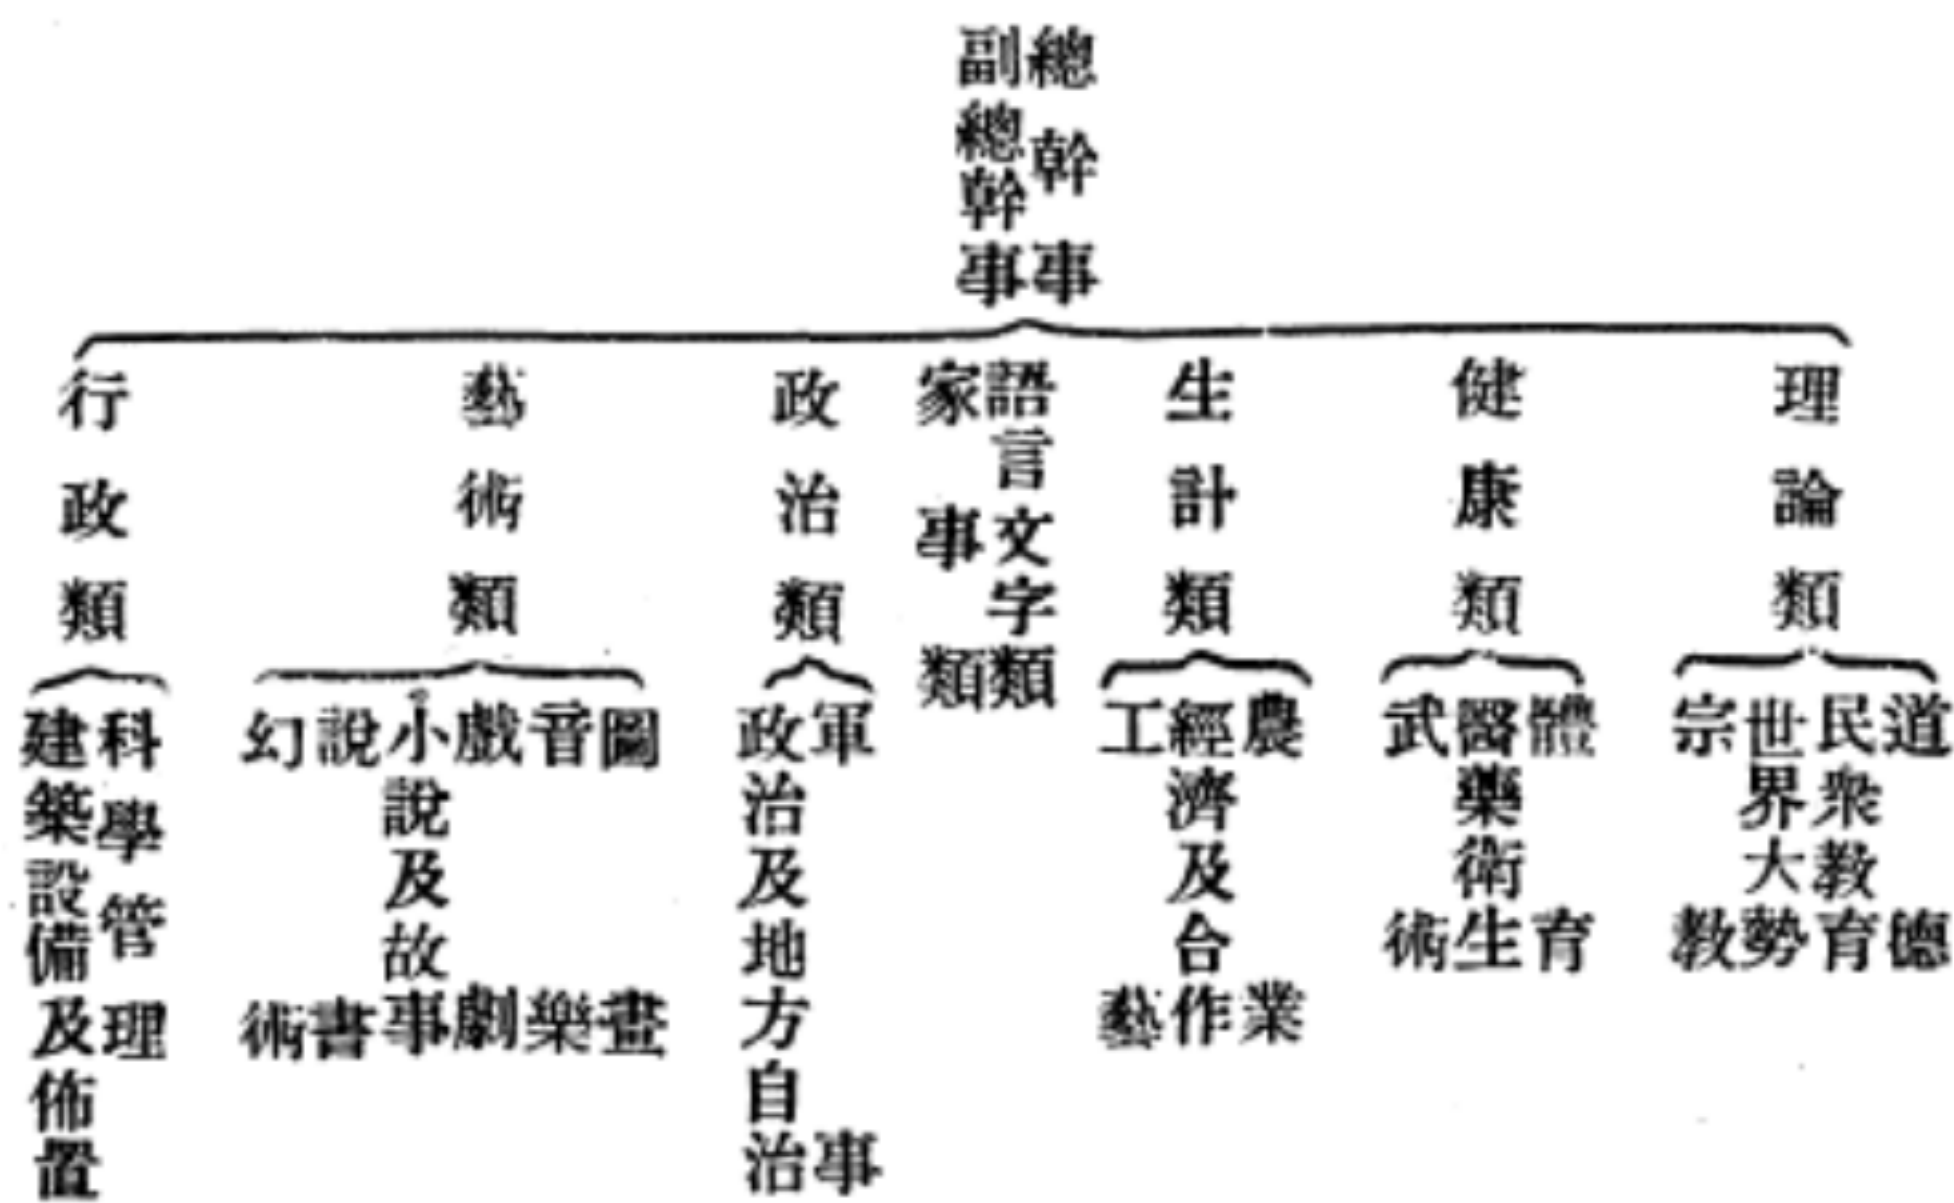 總幹事
副總幹事
理論類
道德
民衆教育
世界大勢
宗教
健康類
體育
醫藥衛生
武術
生計類
農業
經濟及合作
工藝
語言文字類
家事類
政治類
軍事
政治及地方自治
藝術類
圖畫
音樂
戲劇
小說及故事
說書
幻術
行政類
科學管理
建築設備及佈置